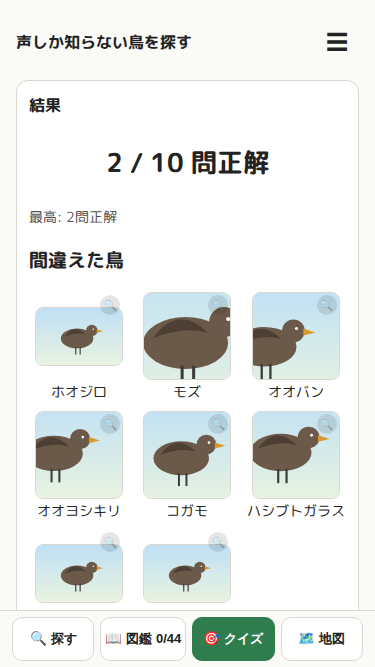 声しか知らない鳥を探す
結果
2 / 10 問正解
最高: 2問正解
間違えた鳥
ホオジロ
モズ
オオバン
オオヨシキリ
コガモ
ハシブトガラス
探す
図鑑 0/44
クイズ
地図